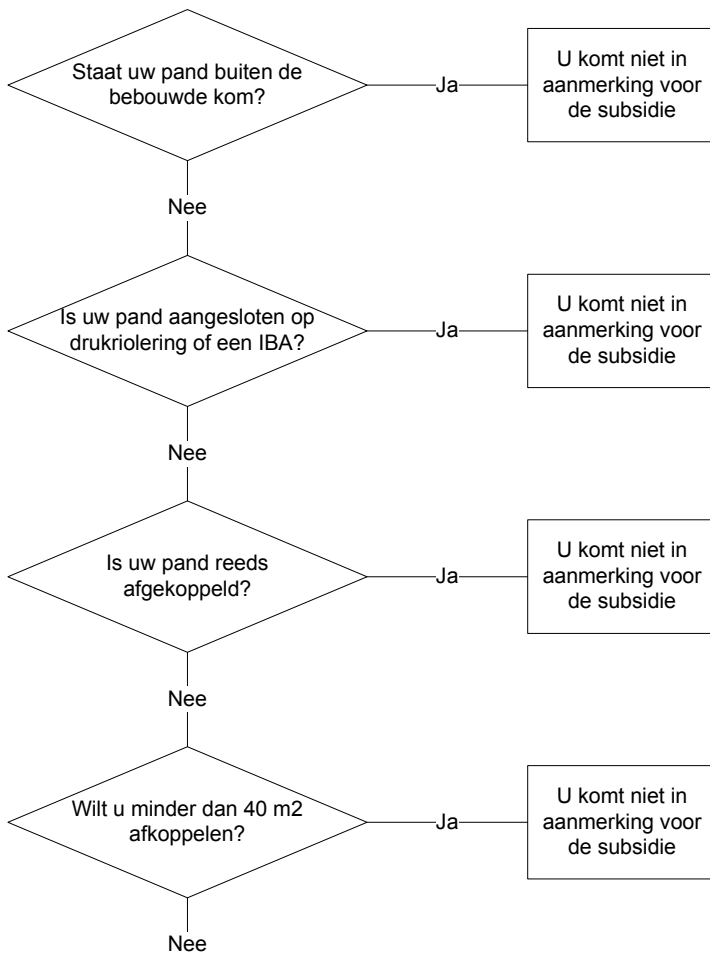 Staat uw pand buiten de
bebouwde kom?
Ja
U komt niet in
aanmerking voor
de subsidie
Nee
Is uw pand aangesloten op
drukriolering of een IBA?
Ja
U komt niet in
aanmerking voor
de subsidie
Nee
Is uw pand reeds
afgekoppeld?
Ja
U komt niet in
aanmerking voor
de subsidie
Nee
Wilt u minder dan 40 m2
afkoppelen?
Ja
U komt niet in
aanmerking voor
de subsidie
Nee